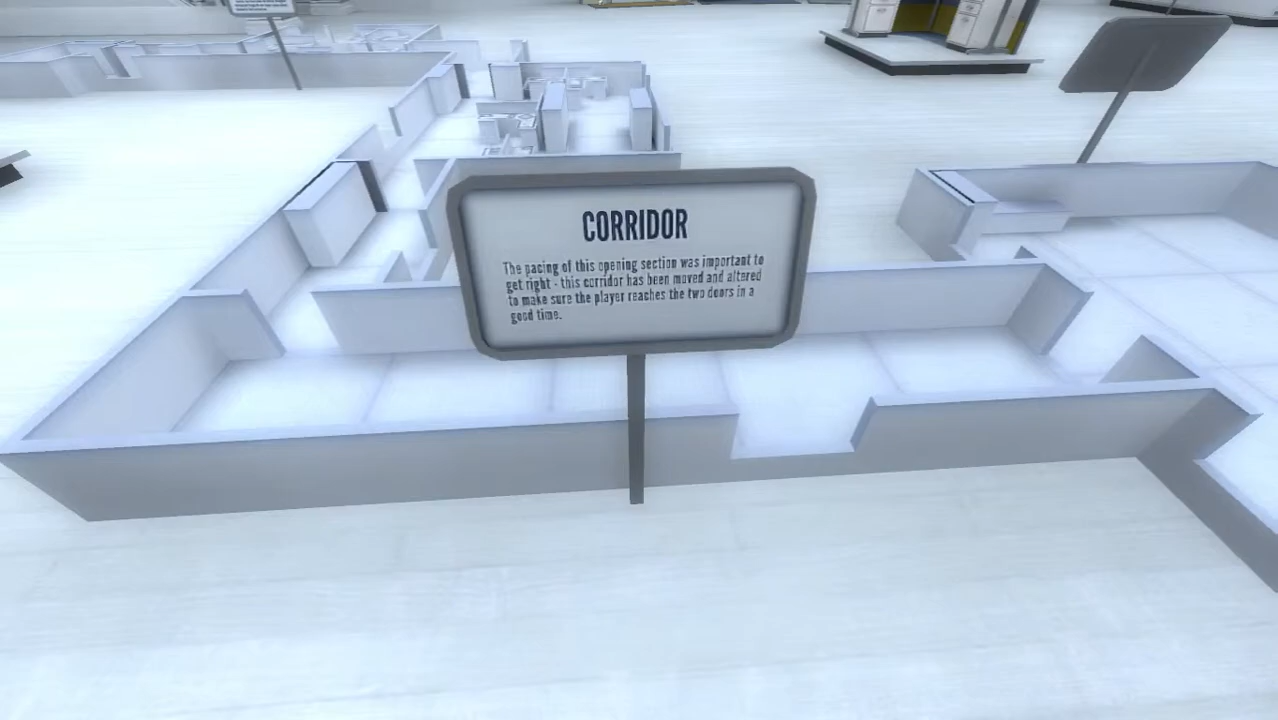 CORRIDOR
The pacing of this opening section was important to
get right - this corridor has been moved and altered
to make sure the player reaches the two doors in a
good time.